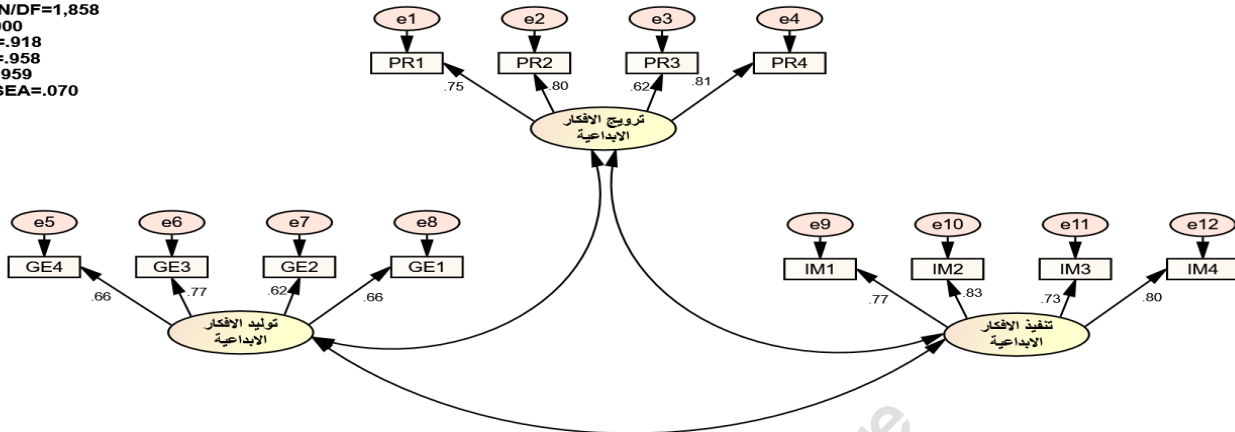 N/DF=1,858
000
=.918
=.958
959
SEA=.070
e1 e2 e3 e4
PR1 PR2 PR3 PR4
.75 .80 .62 .81
ترويج الافكار
الابداعية
e5 e6 e7 e8
GE4 GE3 GE2 GE1
.66 .77 .62 .66
توليد الافكار
الابداعية
e9 e10 e11 e12
IM1 IM2 IM3 IM4
.77 .83 .73 .80
تنفيذ الافكار
الابداعية